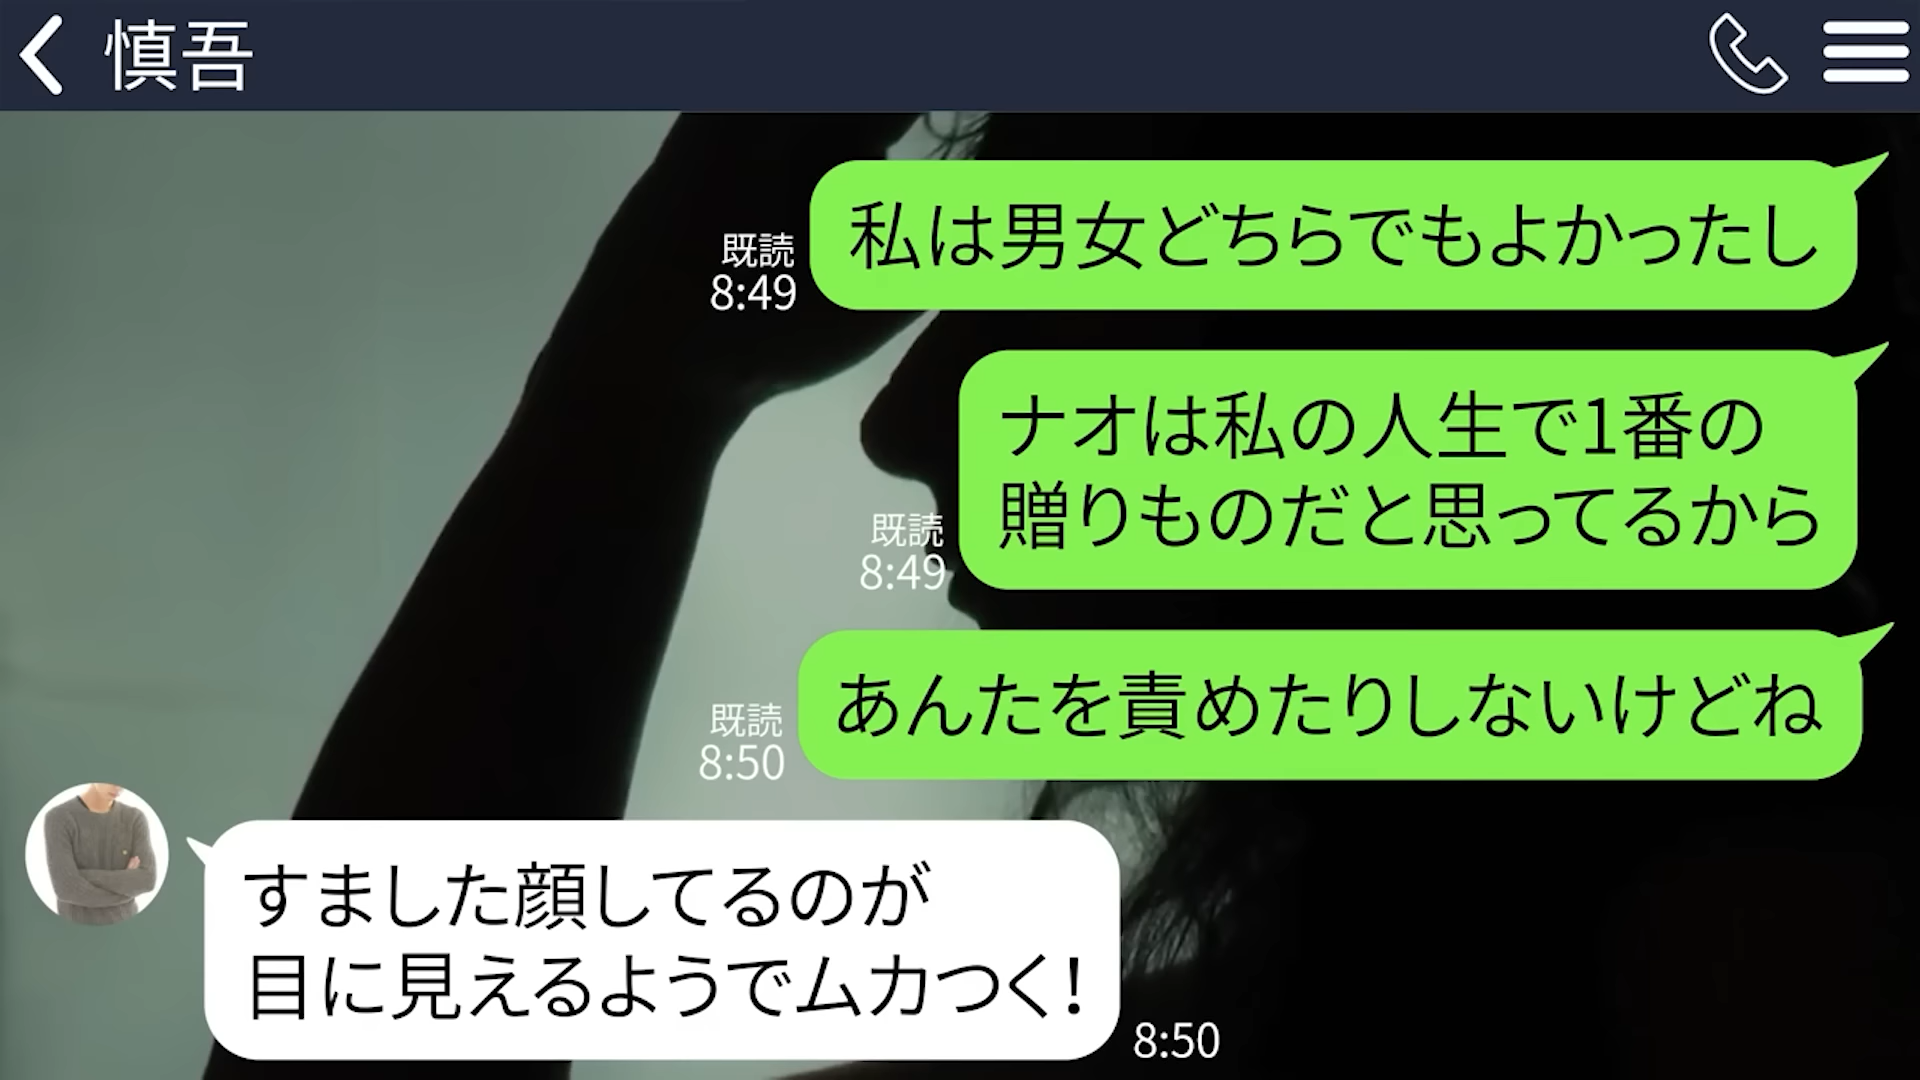 慎吾
私は男女どちらでもよかったし
既読
8:49
ナオは私の人生で1番の
贈りものだと思ってるから
既読
8:49
あんたを責めたりしないけどね
既読
8:50
すました顔してるのが
目に見えるようでムカつく!
8:50